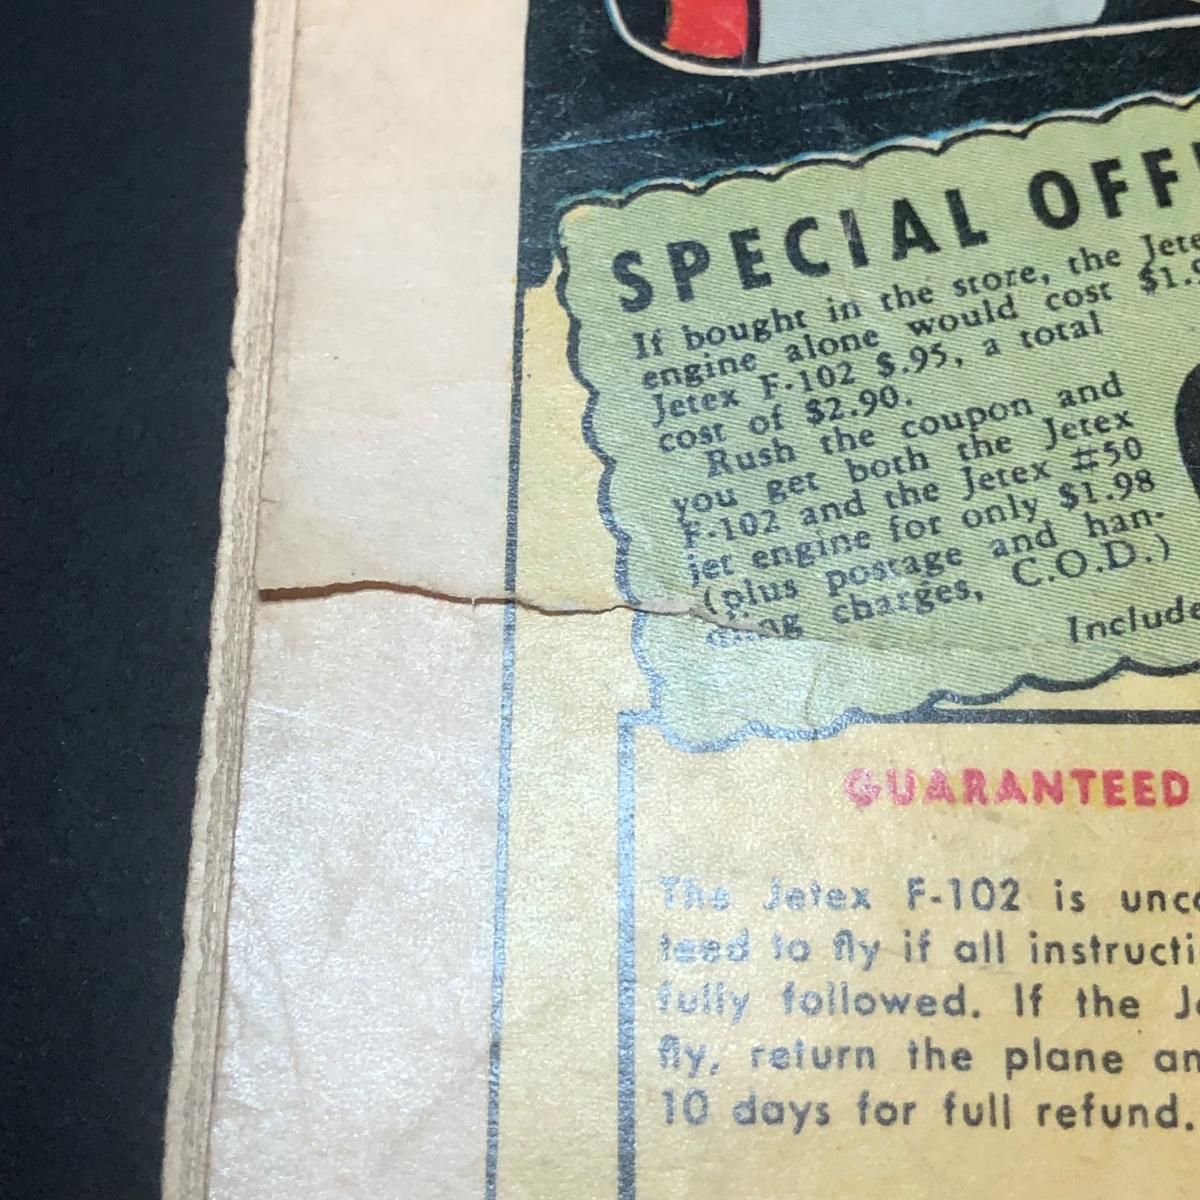 SPECIAL OFF
If bought in the store, the Jete
engine alone would cost $1.9
Jetex F-102 $.95, a total
cost of $2.90.
Rush the coupon and
you get both the Jetex
F-102 and the Jetex #50
jet engine for only $1.98
(plus postage and han-
dling charges, C.O.D.)
Include
GUARANTEED
The Jetex F-102 is unco
teed to fly if all instructi
fully followed. If the Je
fly, return the plane an
10 days for full refund.